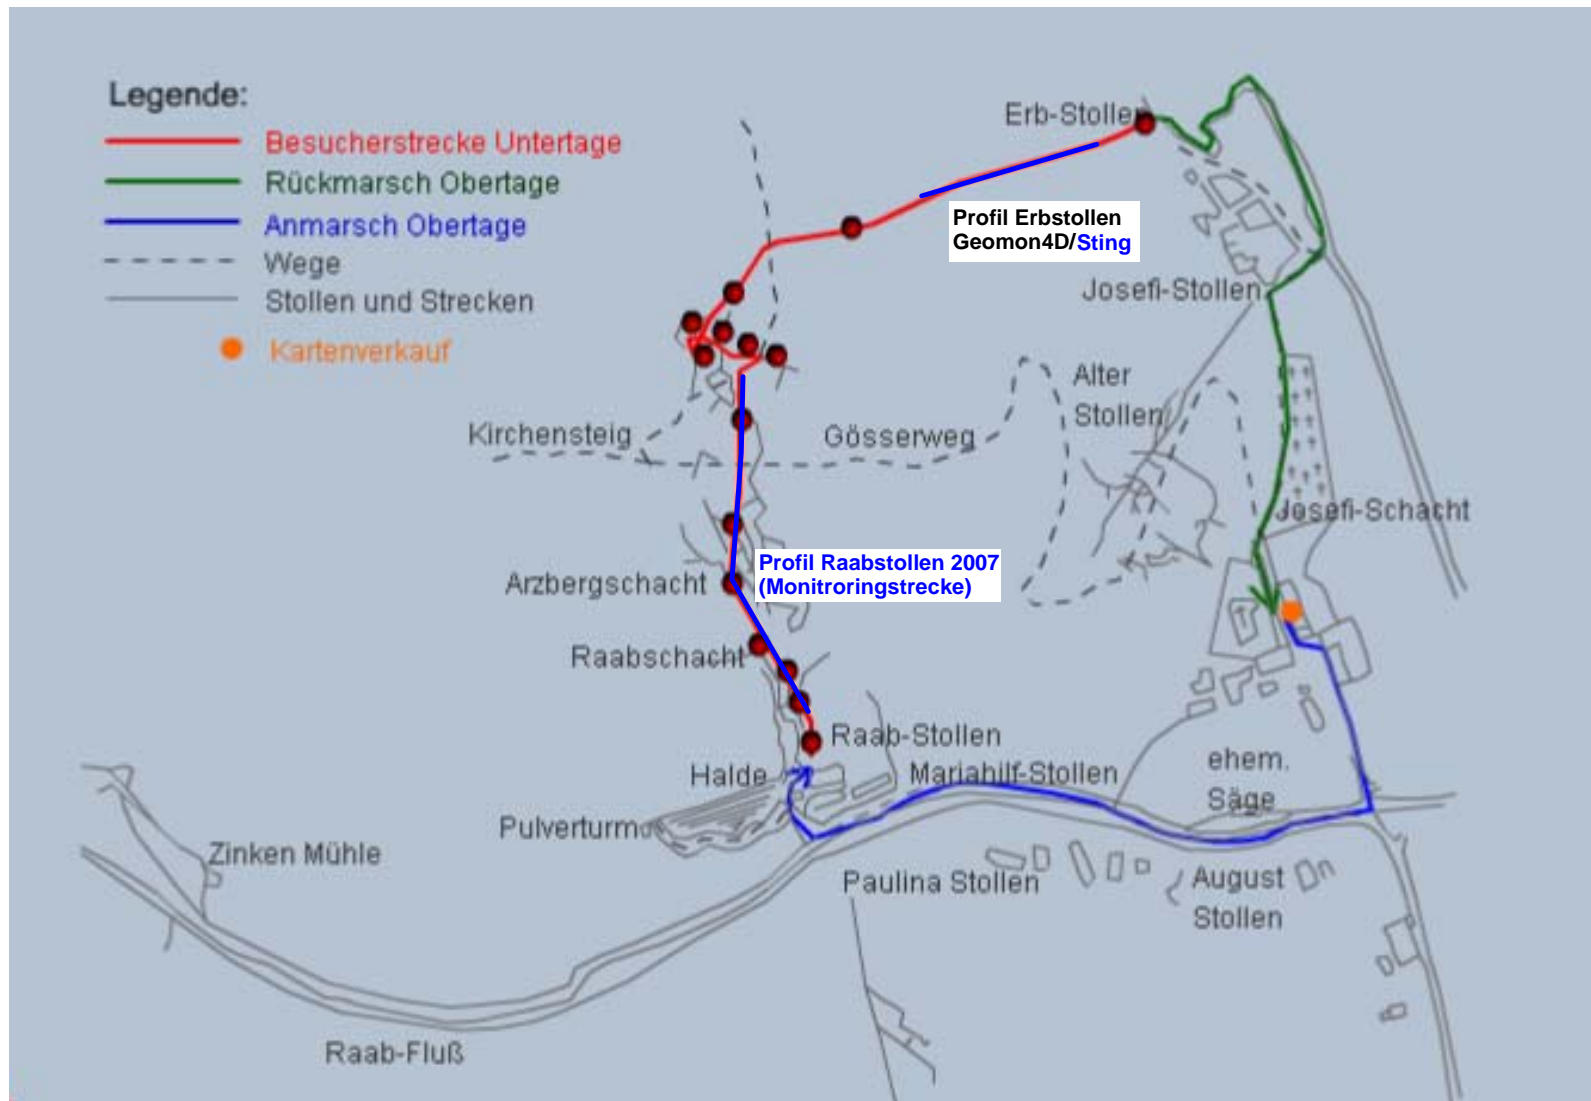 Legende:
Besucherstrecke Untertage
Rückmarsch Obertage
Anmarsch Obertage
Wege
Stollen und Strecken
Kartenverkauf
Erb-Stollen
Profil Erbstollen
Geomon4D/Sting
Josefi-Stollen
Alter
Stollen
Kirchensteig
Gösserweg
Josefi-Schacht
Profil Raabstollen 2007
(Monitroringstrecke)
Arzbergschacht
Raabschacht
Raab-Stollen
Halde
Mariahilf-Stollen
ehem.
Säge
Pulverturm
Zinken Mühle
Paulina Stollen
August
Stollen
Raab-Fluß